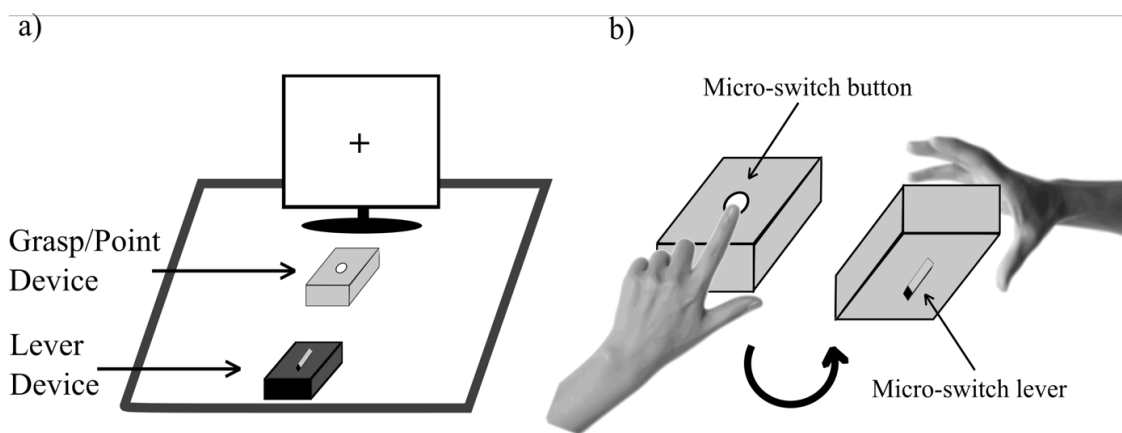 a)
Grasp/Point
Device
Lever
Device
b)
Micro-switch button
Micro-switch lever